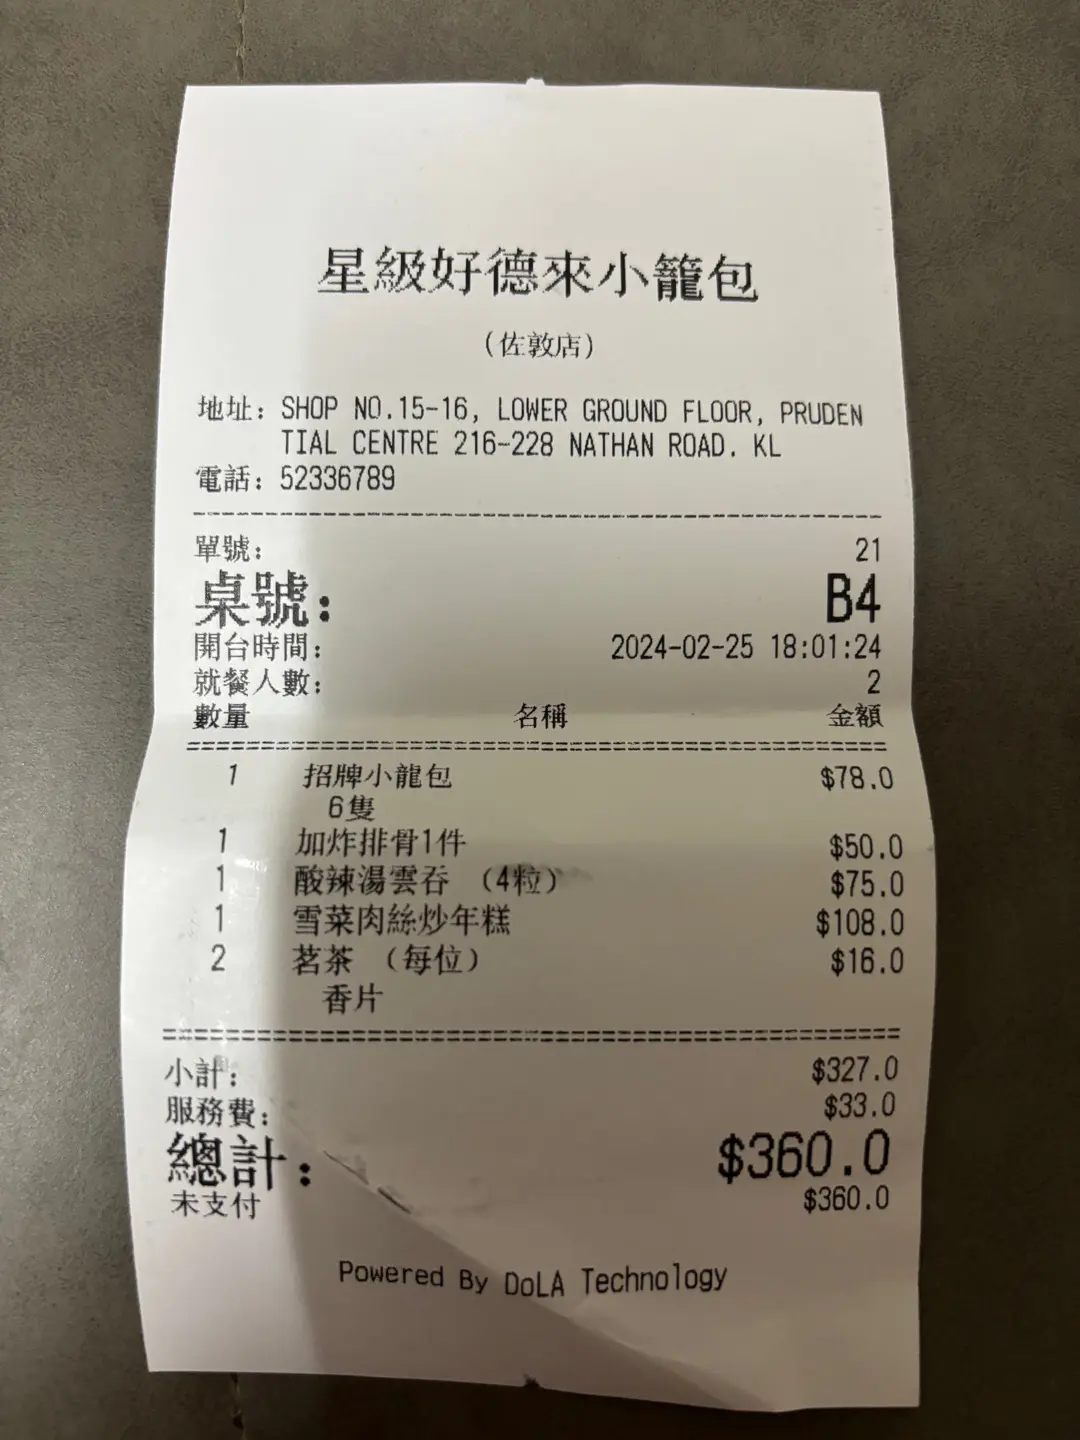 星級好德來小籠包
(佐敦店)
地址: SHOP NO.15-16, LOWER GROUND FLOOR, PRUDEN
TIAL CENTRE 216-228 NATHAN ROAD. KL
電話: 52336789
單號: 21
桌號: B4
開台時間: 2024-02-25 18:01:24
就餐人數: 2
數量 名稱 金額
1 招牌小龍包 $78.0
6隻
1 加炸排骨1件 $50.0
1 酸辣湯雲吞 (4粒) $75.0
1 雪菜肉絲炒年糕 $108.0
2 茗茶 (每位) $16.0
香片
小計: $327.0
服務費: $33.0
總計: $360.0
未支付 $360.0
Powered By DoLA Technology